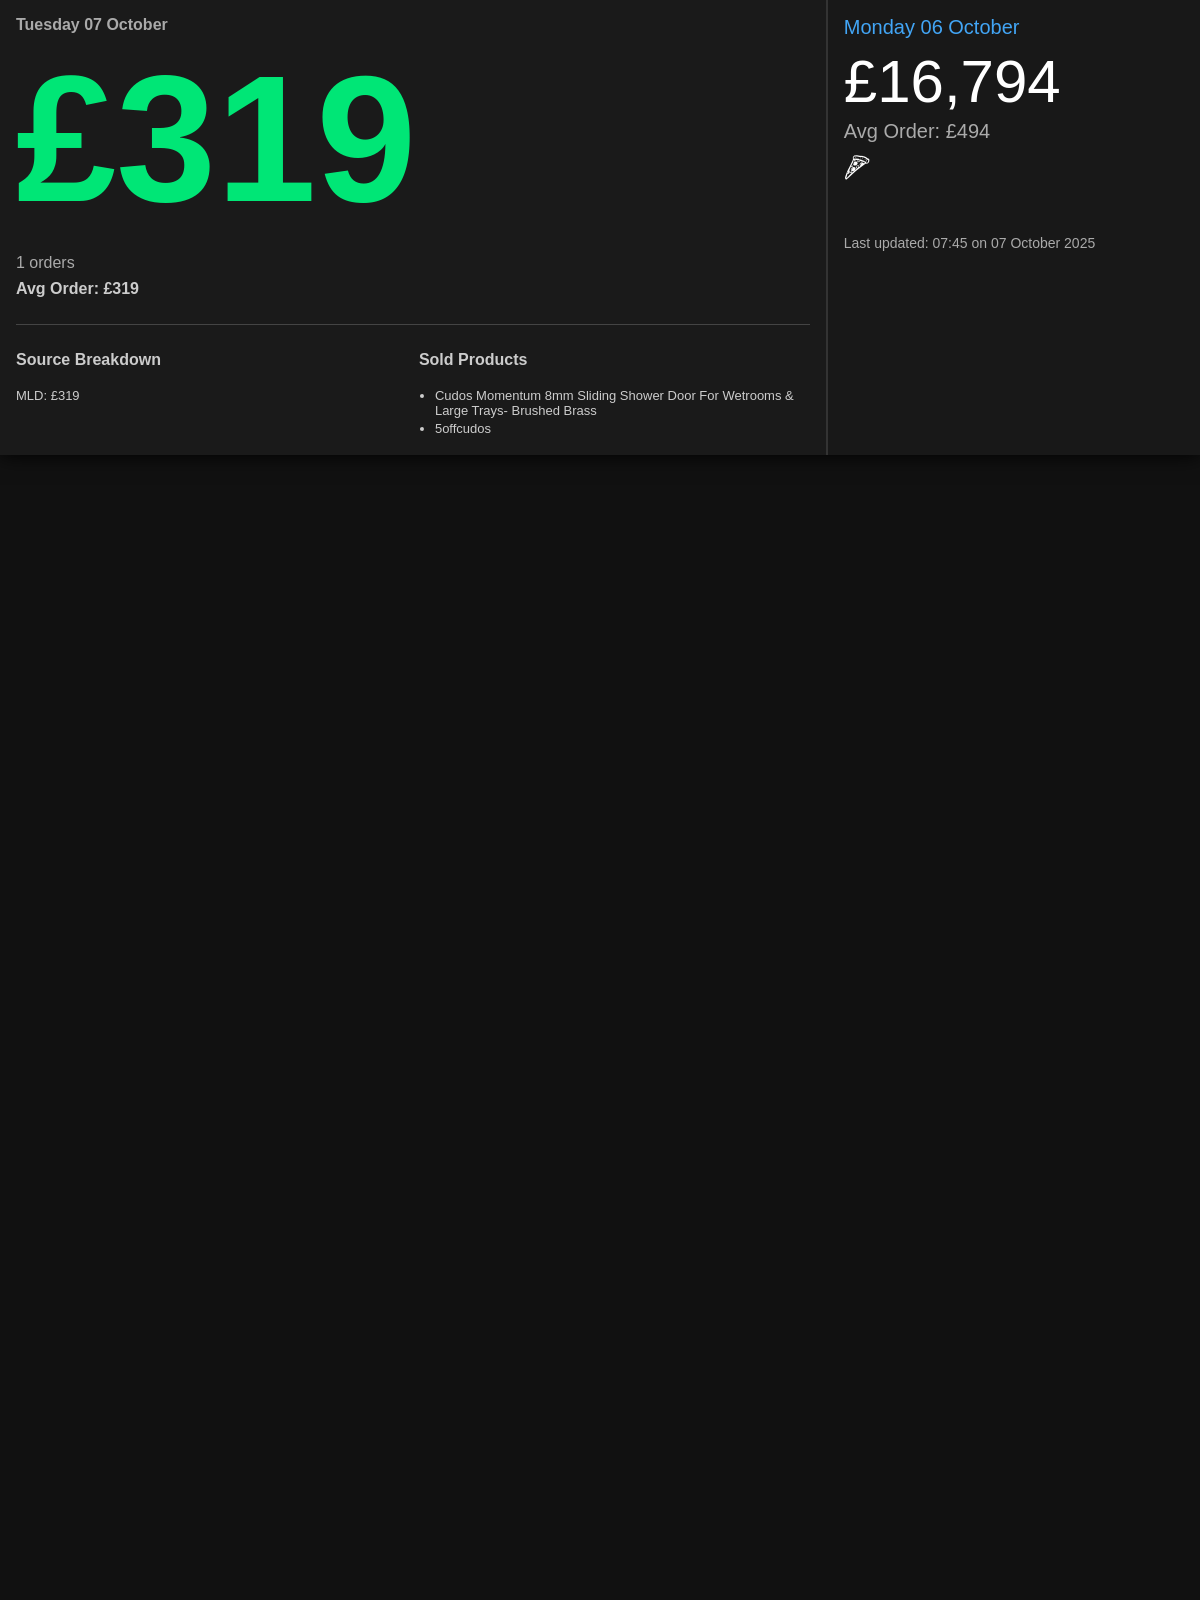 Tuesday 07 October
£319
1 orders
Avg Order: £319
Source Breakdown
MLD: £319
Sold Products
Cudos Momentum 8mm Sliding Shower Door For Wetrooms &
Large Trays- Brushed Brass
5offcudos
Monday 06 October
£16,794
Avg Order: £494
Last updated: 07:45 on 07 October 2025